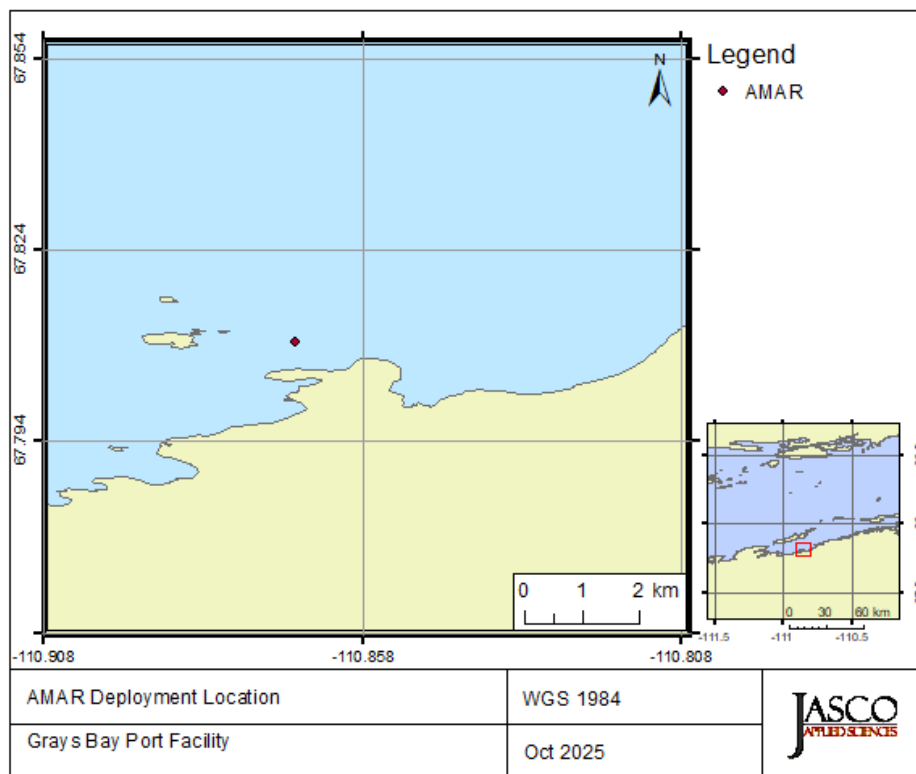 Legend
AMAR
N
67.854
67.824
67.794
-110.908
-110.858
-110.808
0 1 2 km
0 30 60 km
-111.5 -111 -110.5
AMAR Deployment Location
WGS 1984
Grays Bay Port Facility
Oct 2025
JASCO
APPLIED SCIENCES